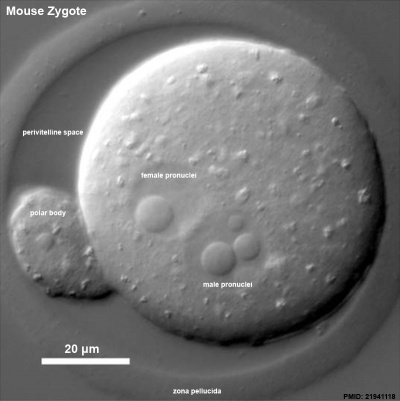 Mouse Zygote
perivitelline space
female pronuclei
polar body
male pronuclei
20 µm
zona pellucida
PMID: 21941118